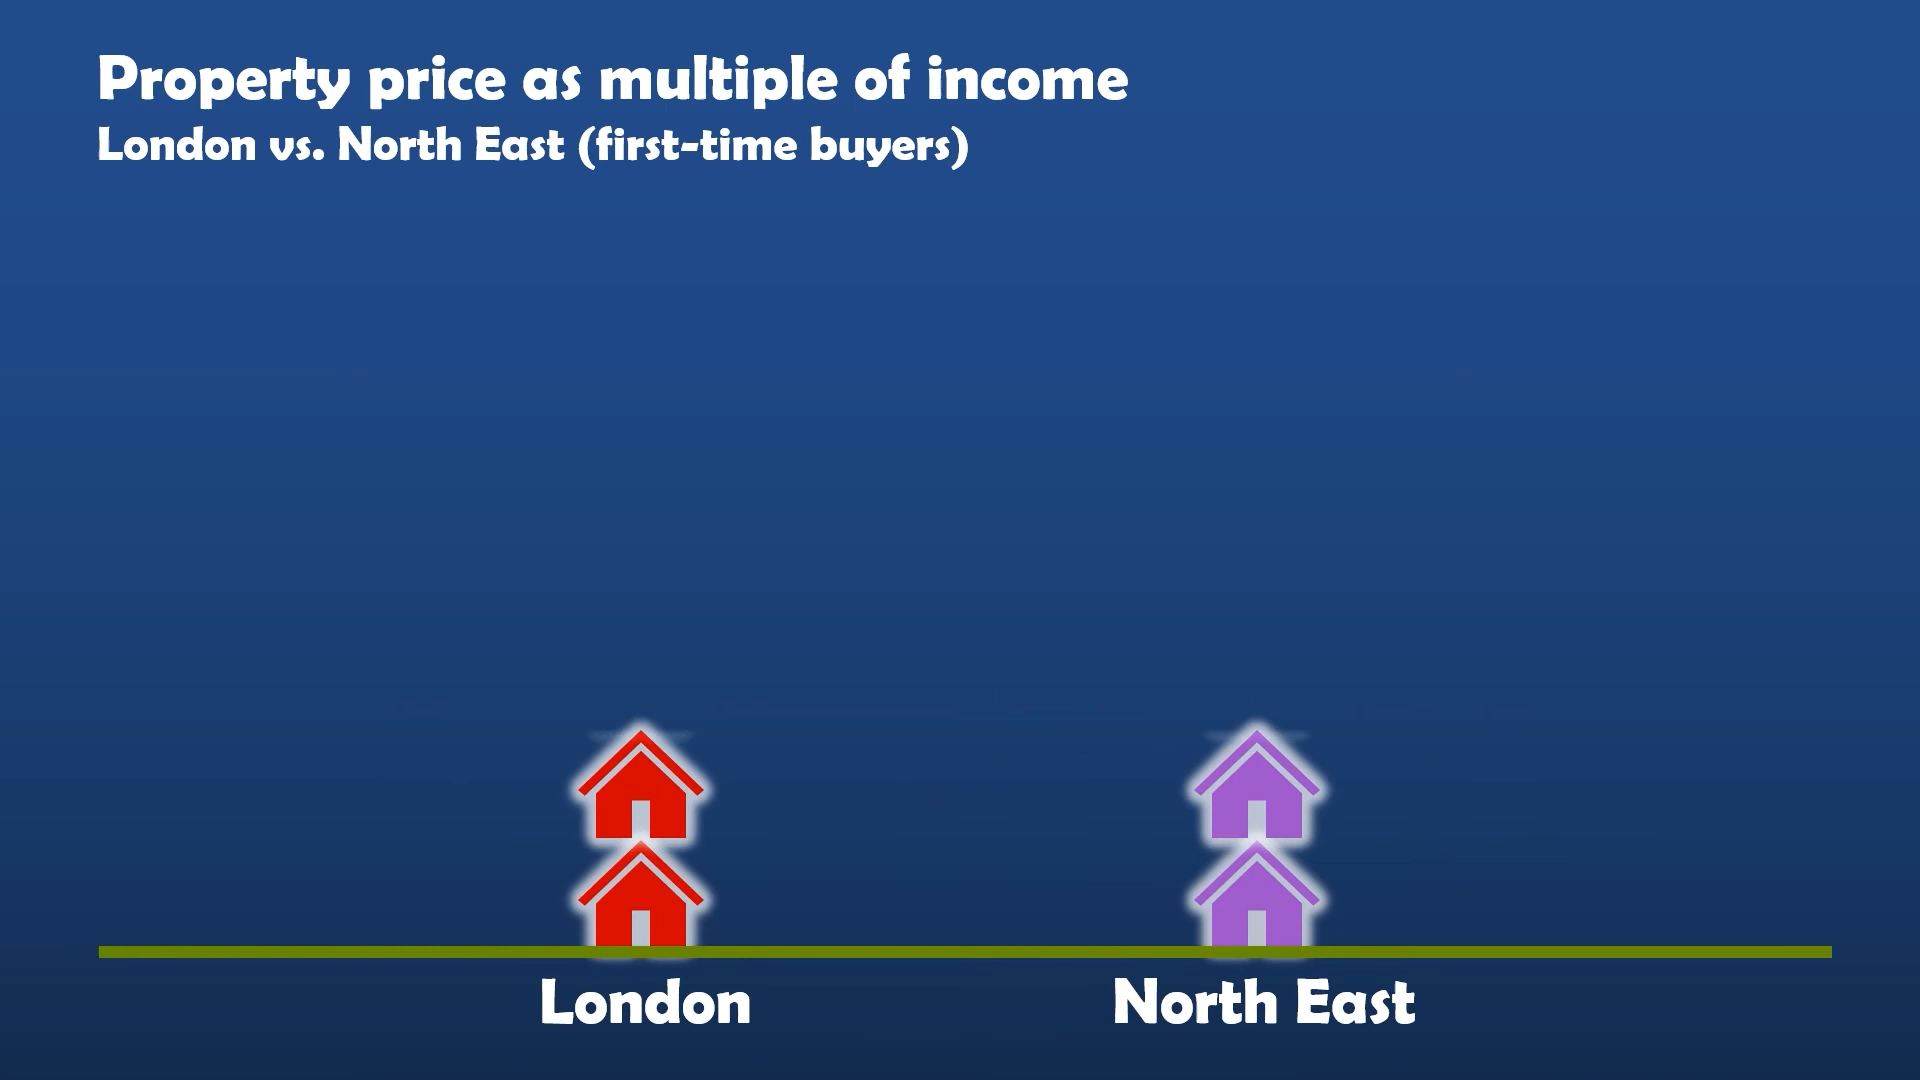 Property price as multiple of income
London vs. North East (first-time buyers)
London
North East